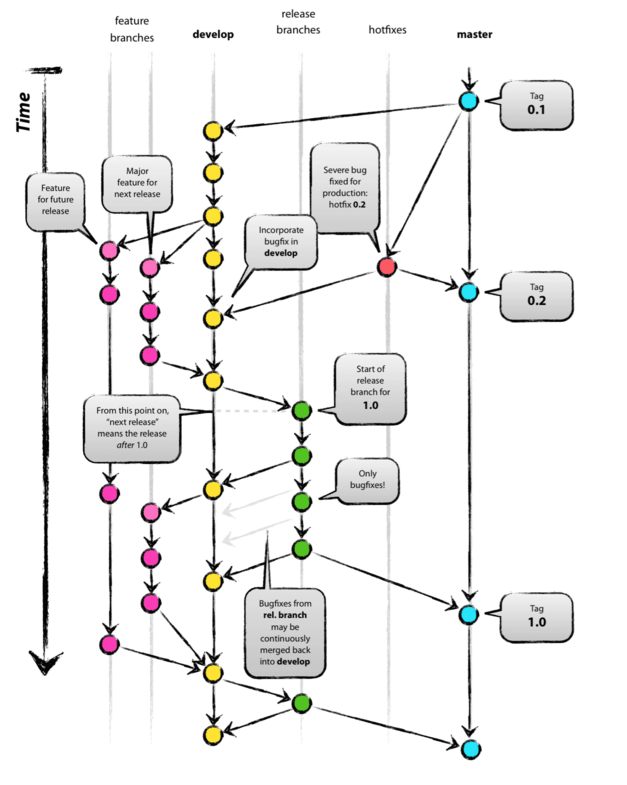 feature
branches
develop
release
branches
hotfixes
master
Time
Tag
0.1
Major
feature for
next release
Severe bug
fixed for
production:
hotfix 0.2
Feature
for future
release
Incorporate
bugfix in
develop
Tag
0.2
Start of
release
branch for
1.0
From this point on,
“next release”
means the release
after 1.0
Only
bugfixes!
Bugfixes from
rel. branch
may be
continuously
merged back
into develop
Tag
1.0